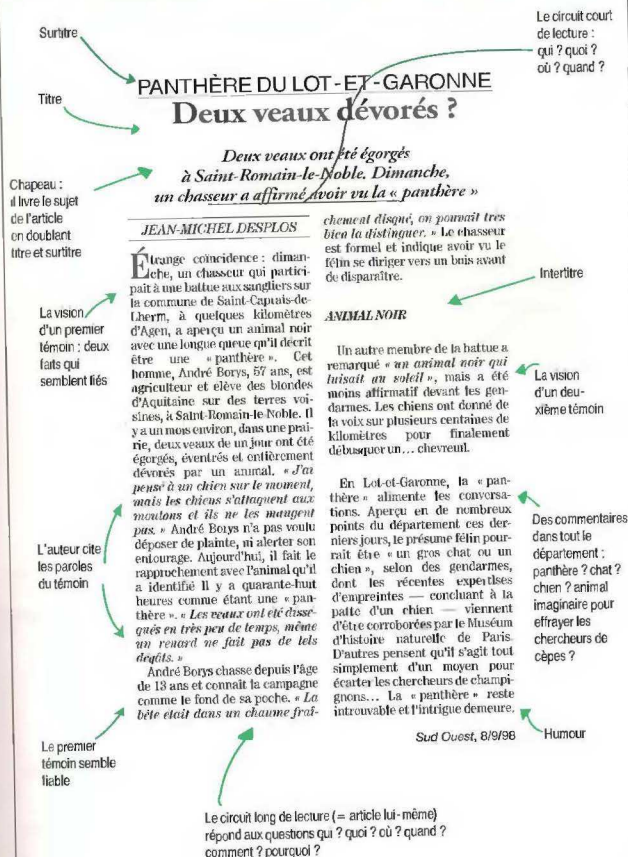 Surtitre
PANTHÈRE DU LOT-ET-GARONNE
Titre
Deux veaux dévorés ?
Le circuit court
de lecture :
qui ? quoi ?
où ? quand ?
Chapeau :
il livre le sujet
de l'article
en doublant
titre et surtitre
Deux veaux ont été égorgés
à Saint-Romain-le-Noble. Dimanche,
un chasseur a affirmé avoir vu la « panthère »
JEAN-MICHEL DESPLOS
Étrange coïncidence : diman-
che, un chasseur qui partici-
pait à une battue aux sangliers sur
la commune de Saint-Caprais-de-
Lherm, à quelques kilomètres
d'Agen, a aperçu un animal noir
avec une longue queue qu'il décrit
être une « panthère ». Cet
homme, André Borys, 57 ans, est
agriculteur et elève des blondes
d'Aquitaine sur des terres voi-
sines, à Saint-Romain-le-Noble. Il
y a un mois environ, dans une prai-
rie, deux veaux de un jour ont été
égorgés, éventrés et entièrement
dévorés par un animal. « J'ai
pensé à un chien sur le moment,
mais les chiens s'attaquent aux
moutons et ils ne les mangent
pas. » André Borys n'a pas voulu
déposer de plainte, ni alerter son
entourage. Aujourd'hui, il fait le
rapprochement avec l'animal qu'il
a identifié Il y a quarante-huit
heures comme étant une « pan-
thère ». « Les veaux ont été dissé-
qués en très peu de temps, même
un renard ne fait pas de tels
dégâts. »
André Borys chasse depuis l'âge
de 13 ans et connaît la campagne
comme le fond de sa poche. « La
bête était dans un chaume fraî-
chement disqué, on pouvait très
bien la distinguer. » Le chasseur
est formel et indique avoir vu le
félin se diriger vers un bois avant
de disparaître.
ANIMAL NOIR
Un autre membre de la battue a
remarqué « un animal noir qui
luisait au soleil », mais a été
moins affirmatif devant les gen-
darmes. Les chiens ont donné de
la voix sur plusieurs centaines de
kilomètres pour finalement
débusquer un... chevreuil.
En Lot-et-Garonne, la « pan-
thère » alimente les conversa-
tions. Aperçu en de nombreux
points du département ces der-
niers jours, le présumé félin pour-
rait être « un gros chat ou un
chien », selon des gendarmes,
dont les récentes expertises
d'empreintes — concluant à la
patte d'un chien — viennent
d'être corroborées par le Muséum
d'histoire naturelle de Paris.
D'autres pensent qu'il s'agit tout
simplement d'un moyen pour
écarter les chercheurs de champi-
gnons... La « panthère » reste
introuvable et l'intrigue demeure.
Sud Ouest, 8/9/98
La vision
d'un premier
témoin : deux
faits qui
semblent liés
L'auteur cite
les paroles
du témoin
Le premier
témoin semble
fiable
Intertitre
La vision
d'un deu-
xième témoin
Des commentaires
dans tout le
département :
panthère ? chat ?
chien ? animal
imaginaire pour
effrayer les
chercheurs de
cèpes ?
Humour
Le circuit long de lecture (= article lui-même)
répond aux questions qui ? quoi ? où ? quand ?
comment ? pourquoi ?